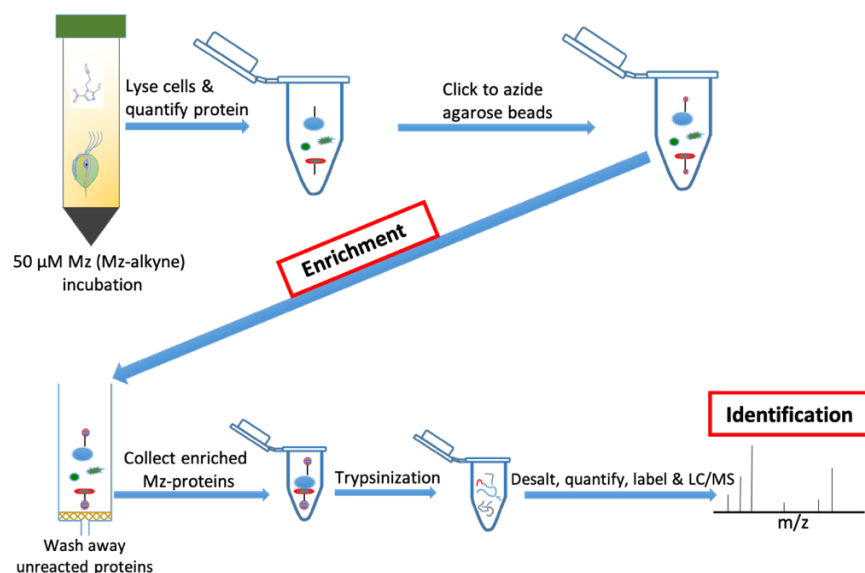 Lyse cells &
quantify protein
Click to azide
agarose beads
50 µM Mz (Mz-alkyne)
incubation
Enrichment
Identification
Collect enriched
Mz-proteins
Trypsinization
Desalt, quantify, label & LC/MS
m/z
Wash away
unreacted proteins